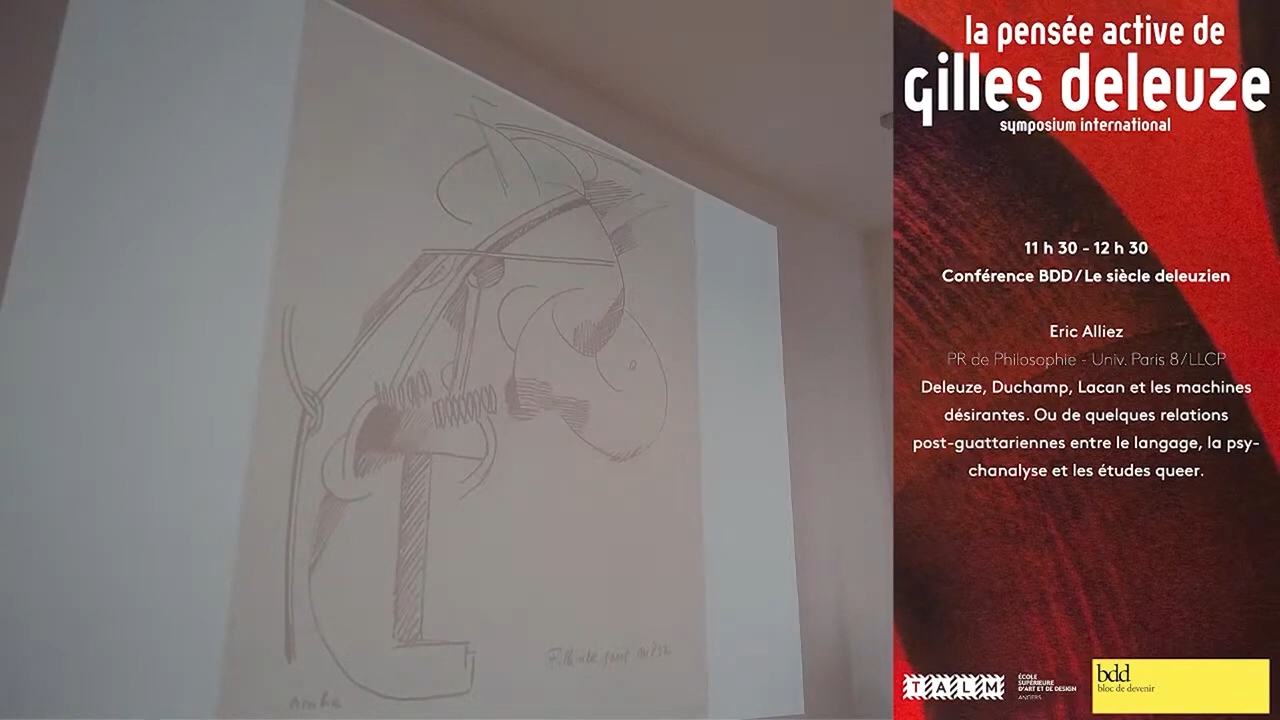 la pensée active de
gilles deleuze
symposium international
11 h 30 - 12 h 30
Conférence BDD / Le siècle deleuzien
Eric Alliez
PR de Philosophie - Univ. Paris 8 / LLCP
Deleuze, Duchamp, Lacan et les machines
désirantes. Ou de quelques relations
post-guattariennes entre le langage, la psy-
chanalyse et les études queer.
TALM
ÉCOLE
SUPÉRIEURE
D'ART ET DE DESIGN
ANGERS
bdd
bloc de devenir